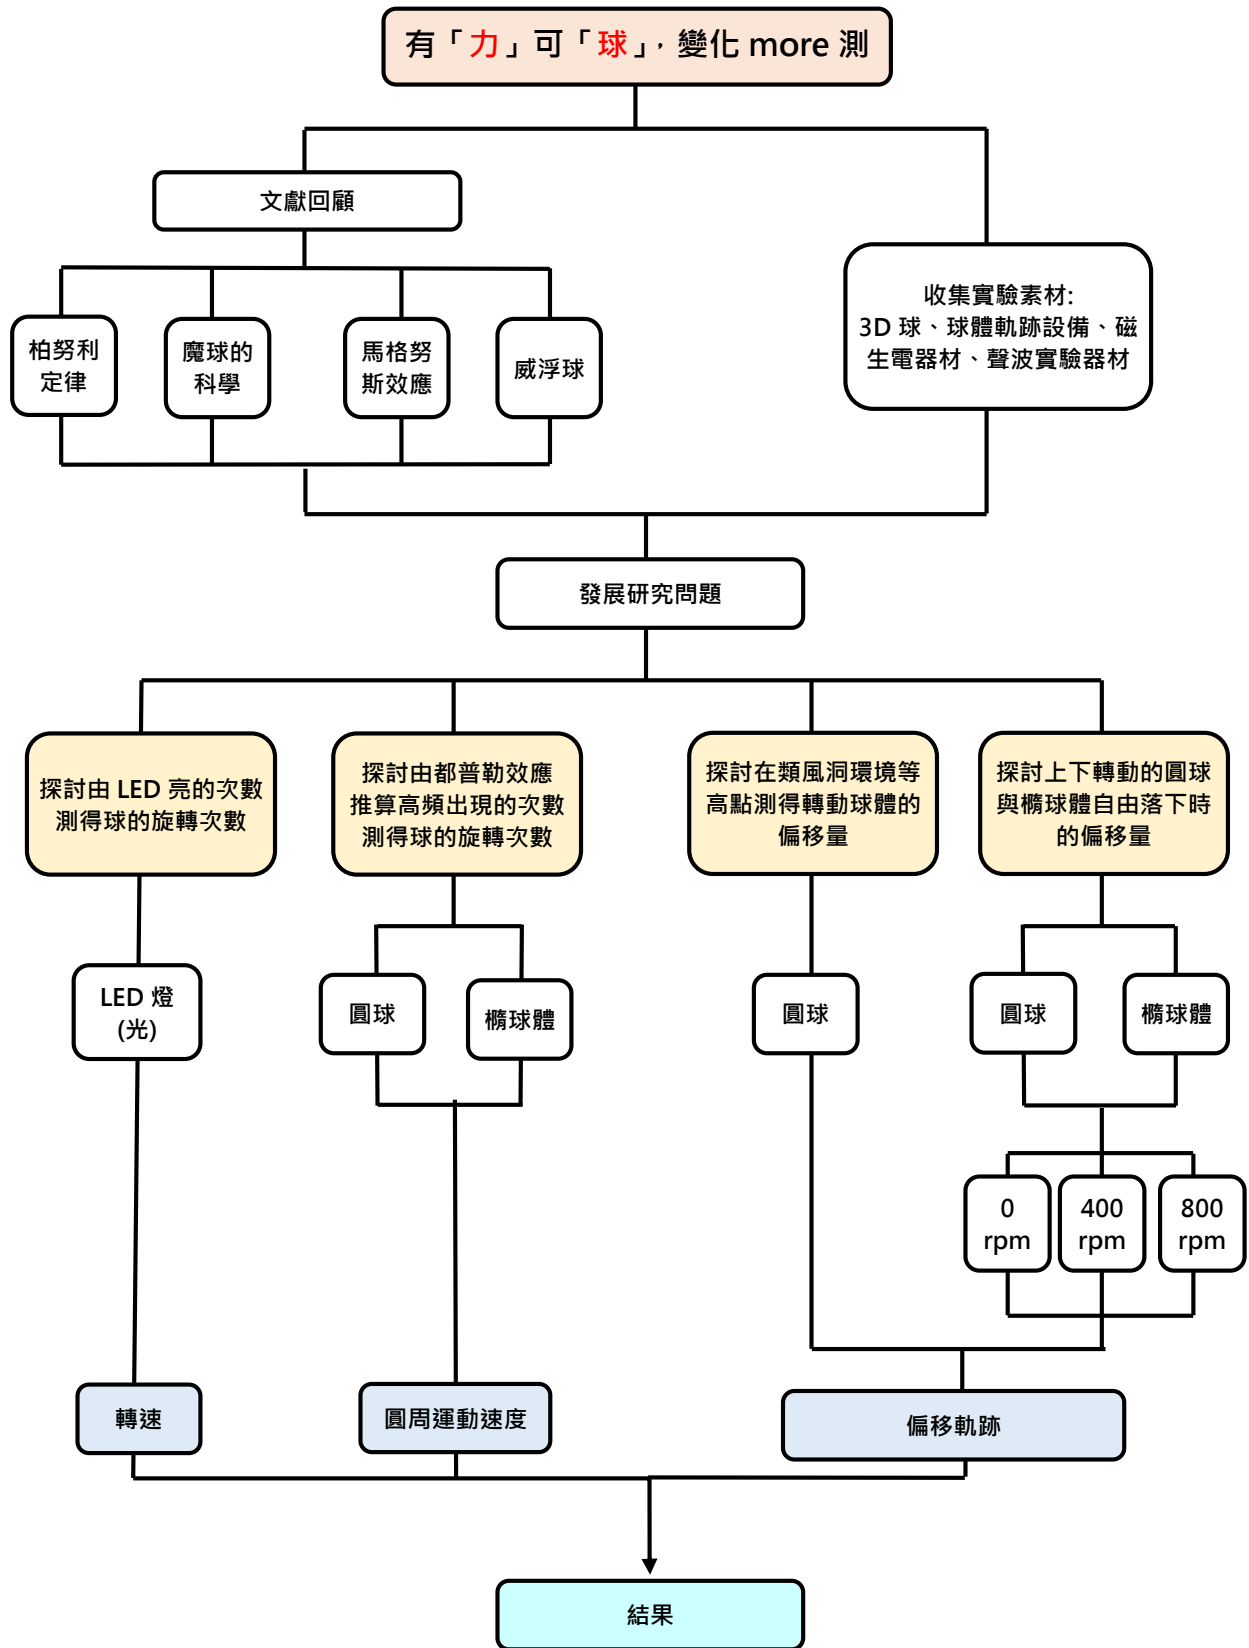 有「力」可「球」，變化 more 測
文獻回顧
收集實驗素材:
3D 球、球體軌跡設備、磁
生電器材、聲波實驗器材
柏努利
定律
魔球的
科學
馬格努
斯效應
威浮球
發展研究問題
探討由 LED 亮的次數
測得球的旋轉次數
探討由都普勒效應
推算高頻出現的次數
測得球的旋轉次數
探討在類風洞環境等
高點測得轉動球體的
偏移量
探討上下轉動的圓球
與橢球體自由落下時
的偏移量
LED 燈
(光)
圓球
橢球體
圓球
圓球
橢球體
0
rpm
400
rpm
800
rpm
轉速
圓周運動速度
偏移軌跡
結果